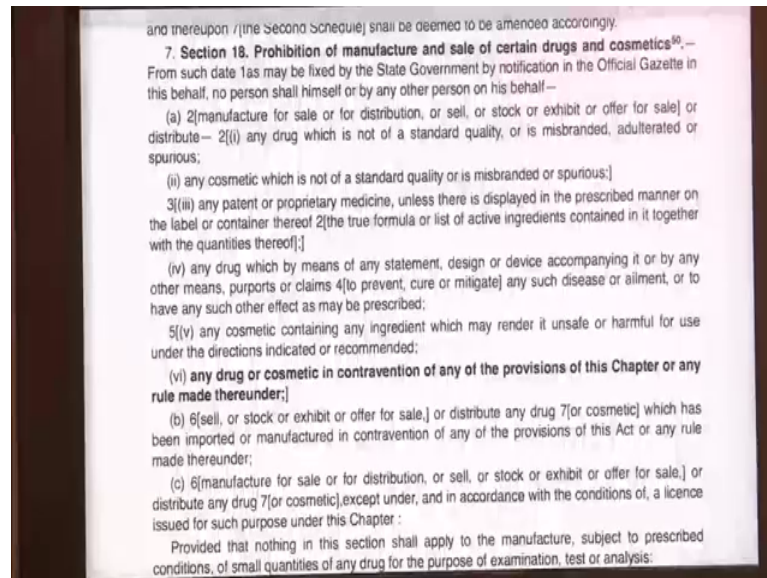 and thereupon 7[the Second Schedule] shall be deemed to be amended accordingly.
7. Section 18. Prohibition of manufacture and sale of certain drugs and cosmetics⁶⁰.—
From such date 1as may be fixed by the State Government by notification in the Official Gazette in
this behalf, no person shall himself or by any other person on his behalf—
(a) 2[manufacture for sale or for distribution, or sell, or stock or exhibit or offer for sale] or
distribute— 2[(i) any drug which is not of a standard quality, or is misbranded, adulterated or
spurious;
(ii) any cosmetic which is not of a standard quality or is misbranded or spurious:]
3[(iii) any patent or proprietary medicine, unless there is displayed in the prescribed manner on
the label or container thereof 2[the true formula or list of active ingredients contained in it together
with the quantities thereof];]
(iv) any drug which by means of any statement, design or device accompanying it or by any
other means, purports or claims 4[to prevent, cure or mitigate] any such disease or ailment, or to
have any such other effect as may be prescribed;
5[(v) any cosmetic containing any ingredient which may render it unsafe or harmful for use
under the directions indicated or recommended;
(vi) any drug or cosmetic in contravention of any of the provisions of this Chapter or any
rule made thereunder;]
(b) 6[sell, or stock or exhibit or offer for sale,] or distribute any drug 7[or cosmetic] which has
been imported or manufactured in contravention of any of the provisions of this Act or any rule
made thereunder;
(c) 6[manufacture for sale or for distribution, or sell, or stock or exhibit or offer for sale,] or
distribute any drug 7[or cosmetic],except under, and in accordance with the conditions of, a licence
issued for such purpose under this Chapter :
Provided that nothing in this section shall apply to the manufacture, subject to prescribed
conditions, of small quantities of any drug for the purpose of examination, test or analysis: